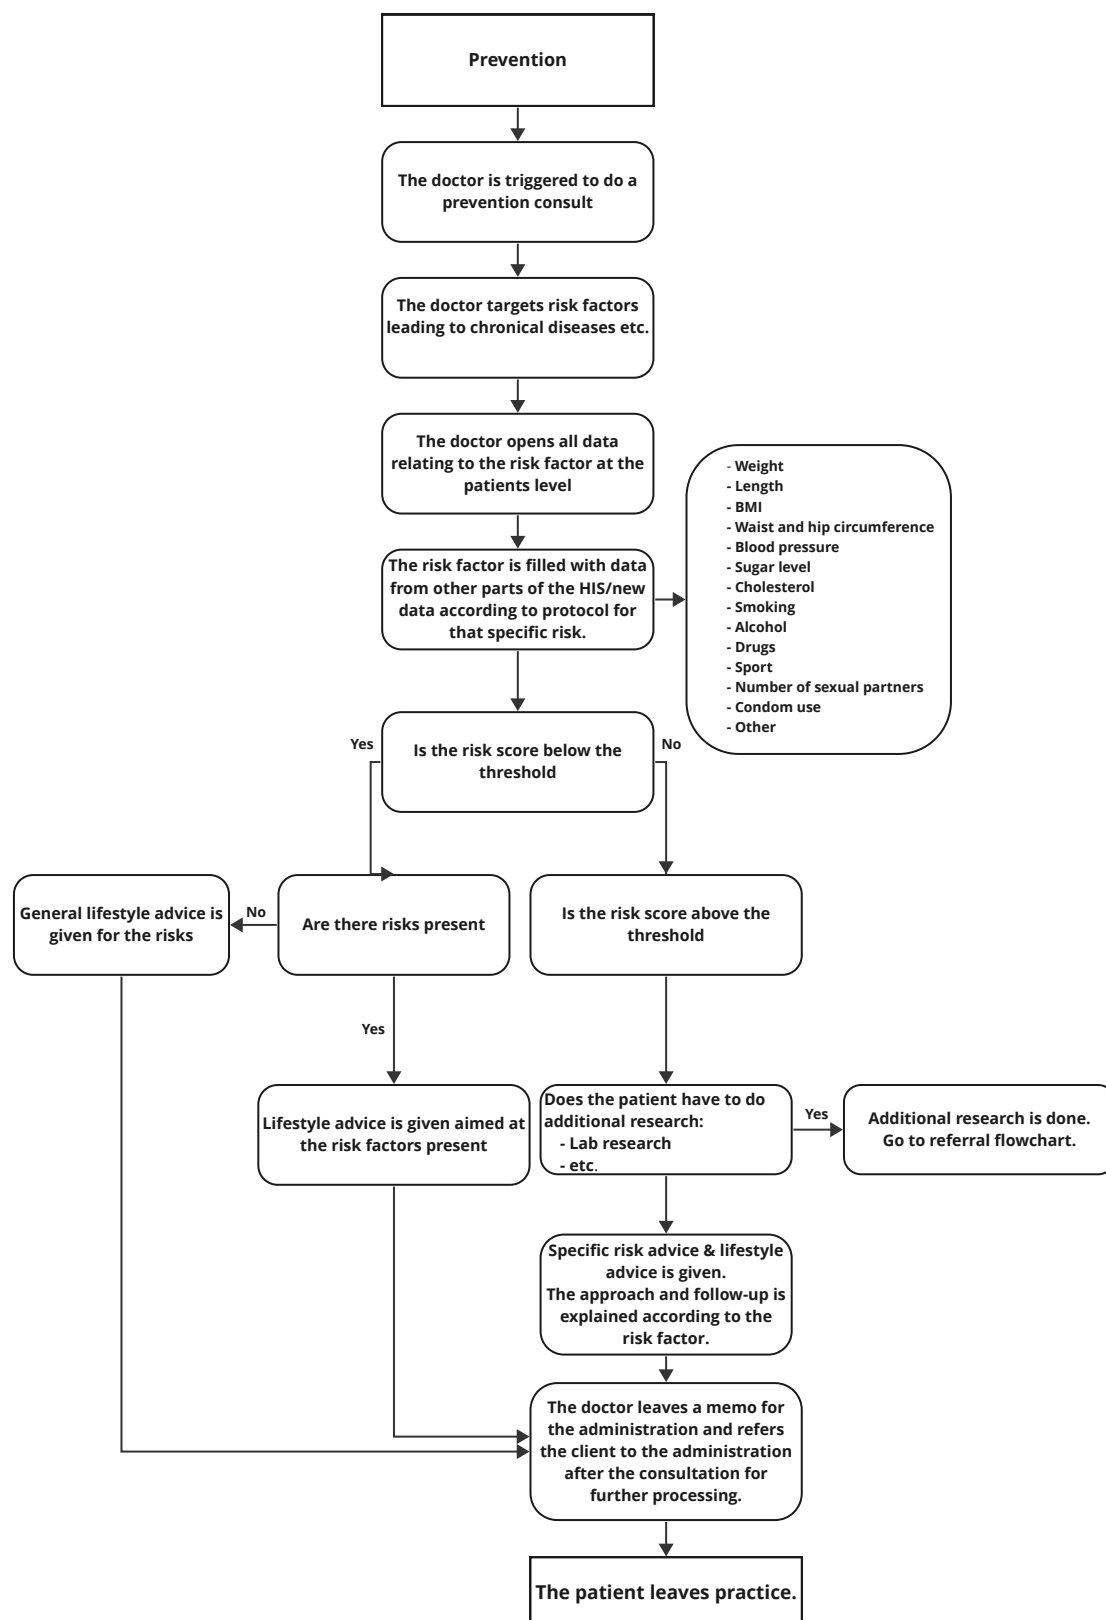 Prevention
The doctor is triggered to do a
prevention consult
The doctor targets risk factors
leading to chronical diseases etc.
The doctor opens all data
relating to the risk factor at the
patients level
The risk factor is filled with data
from other parts of the HIS/new
data according to protocol for
that specific risk.
- Weight
- Length
- BMI
- Waist and hip circumference
- Blood pressure
- Sugar level
- Cholesterol
- Smoking
- Alcohol
- Drugs
- Sport
- Number of sexual partners
- Condom use
- Other
Yes
Is the risk score below the
threshold
No
General lifestyle advice is
given for the risks
No
Are there risks present
Is the risk score above the
threshold
Yes
Lifestyle advice is given aimed at
the risk factors present
Does the patient have to do
additional research:
- Lab research
- etc.
Yes
Additional research is done.
Go to referral flowchart.
Specific risk advice & lifestyle
advice is given.
The approach and follow-up is
explained according to the
risk factor.
The doctor leaves a memo for
the administration and refers
the client to the administration
after the consultation for
further processing.
The patient leaves practice.